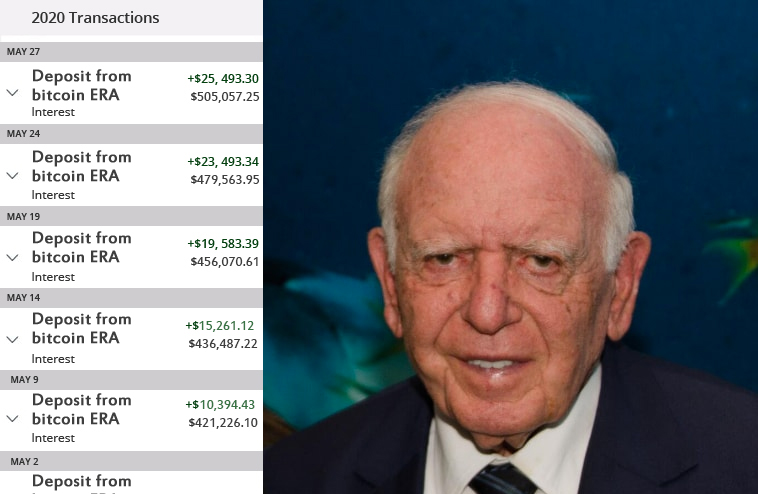 2020 Transactions
MAY 27
Deposit from +$25, 493.30
bitcoin ERA $505,057.25
Interest
MAY 24
Deposit from +$23, 493.34
bitcoin ERA $479,563.95
Interest
MAY 19
Deposit from +$19, 583.39
bitcoin ERA $456,070.61
Interest
MAY 14
Deposit from +$15,261.12
bitcoin ERA $436,487.22
Interest
MAY 9
Deposit from +$10,394.43
bitcoin ERA $421,226.10
Interest
MAY 2
Deposit from